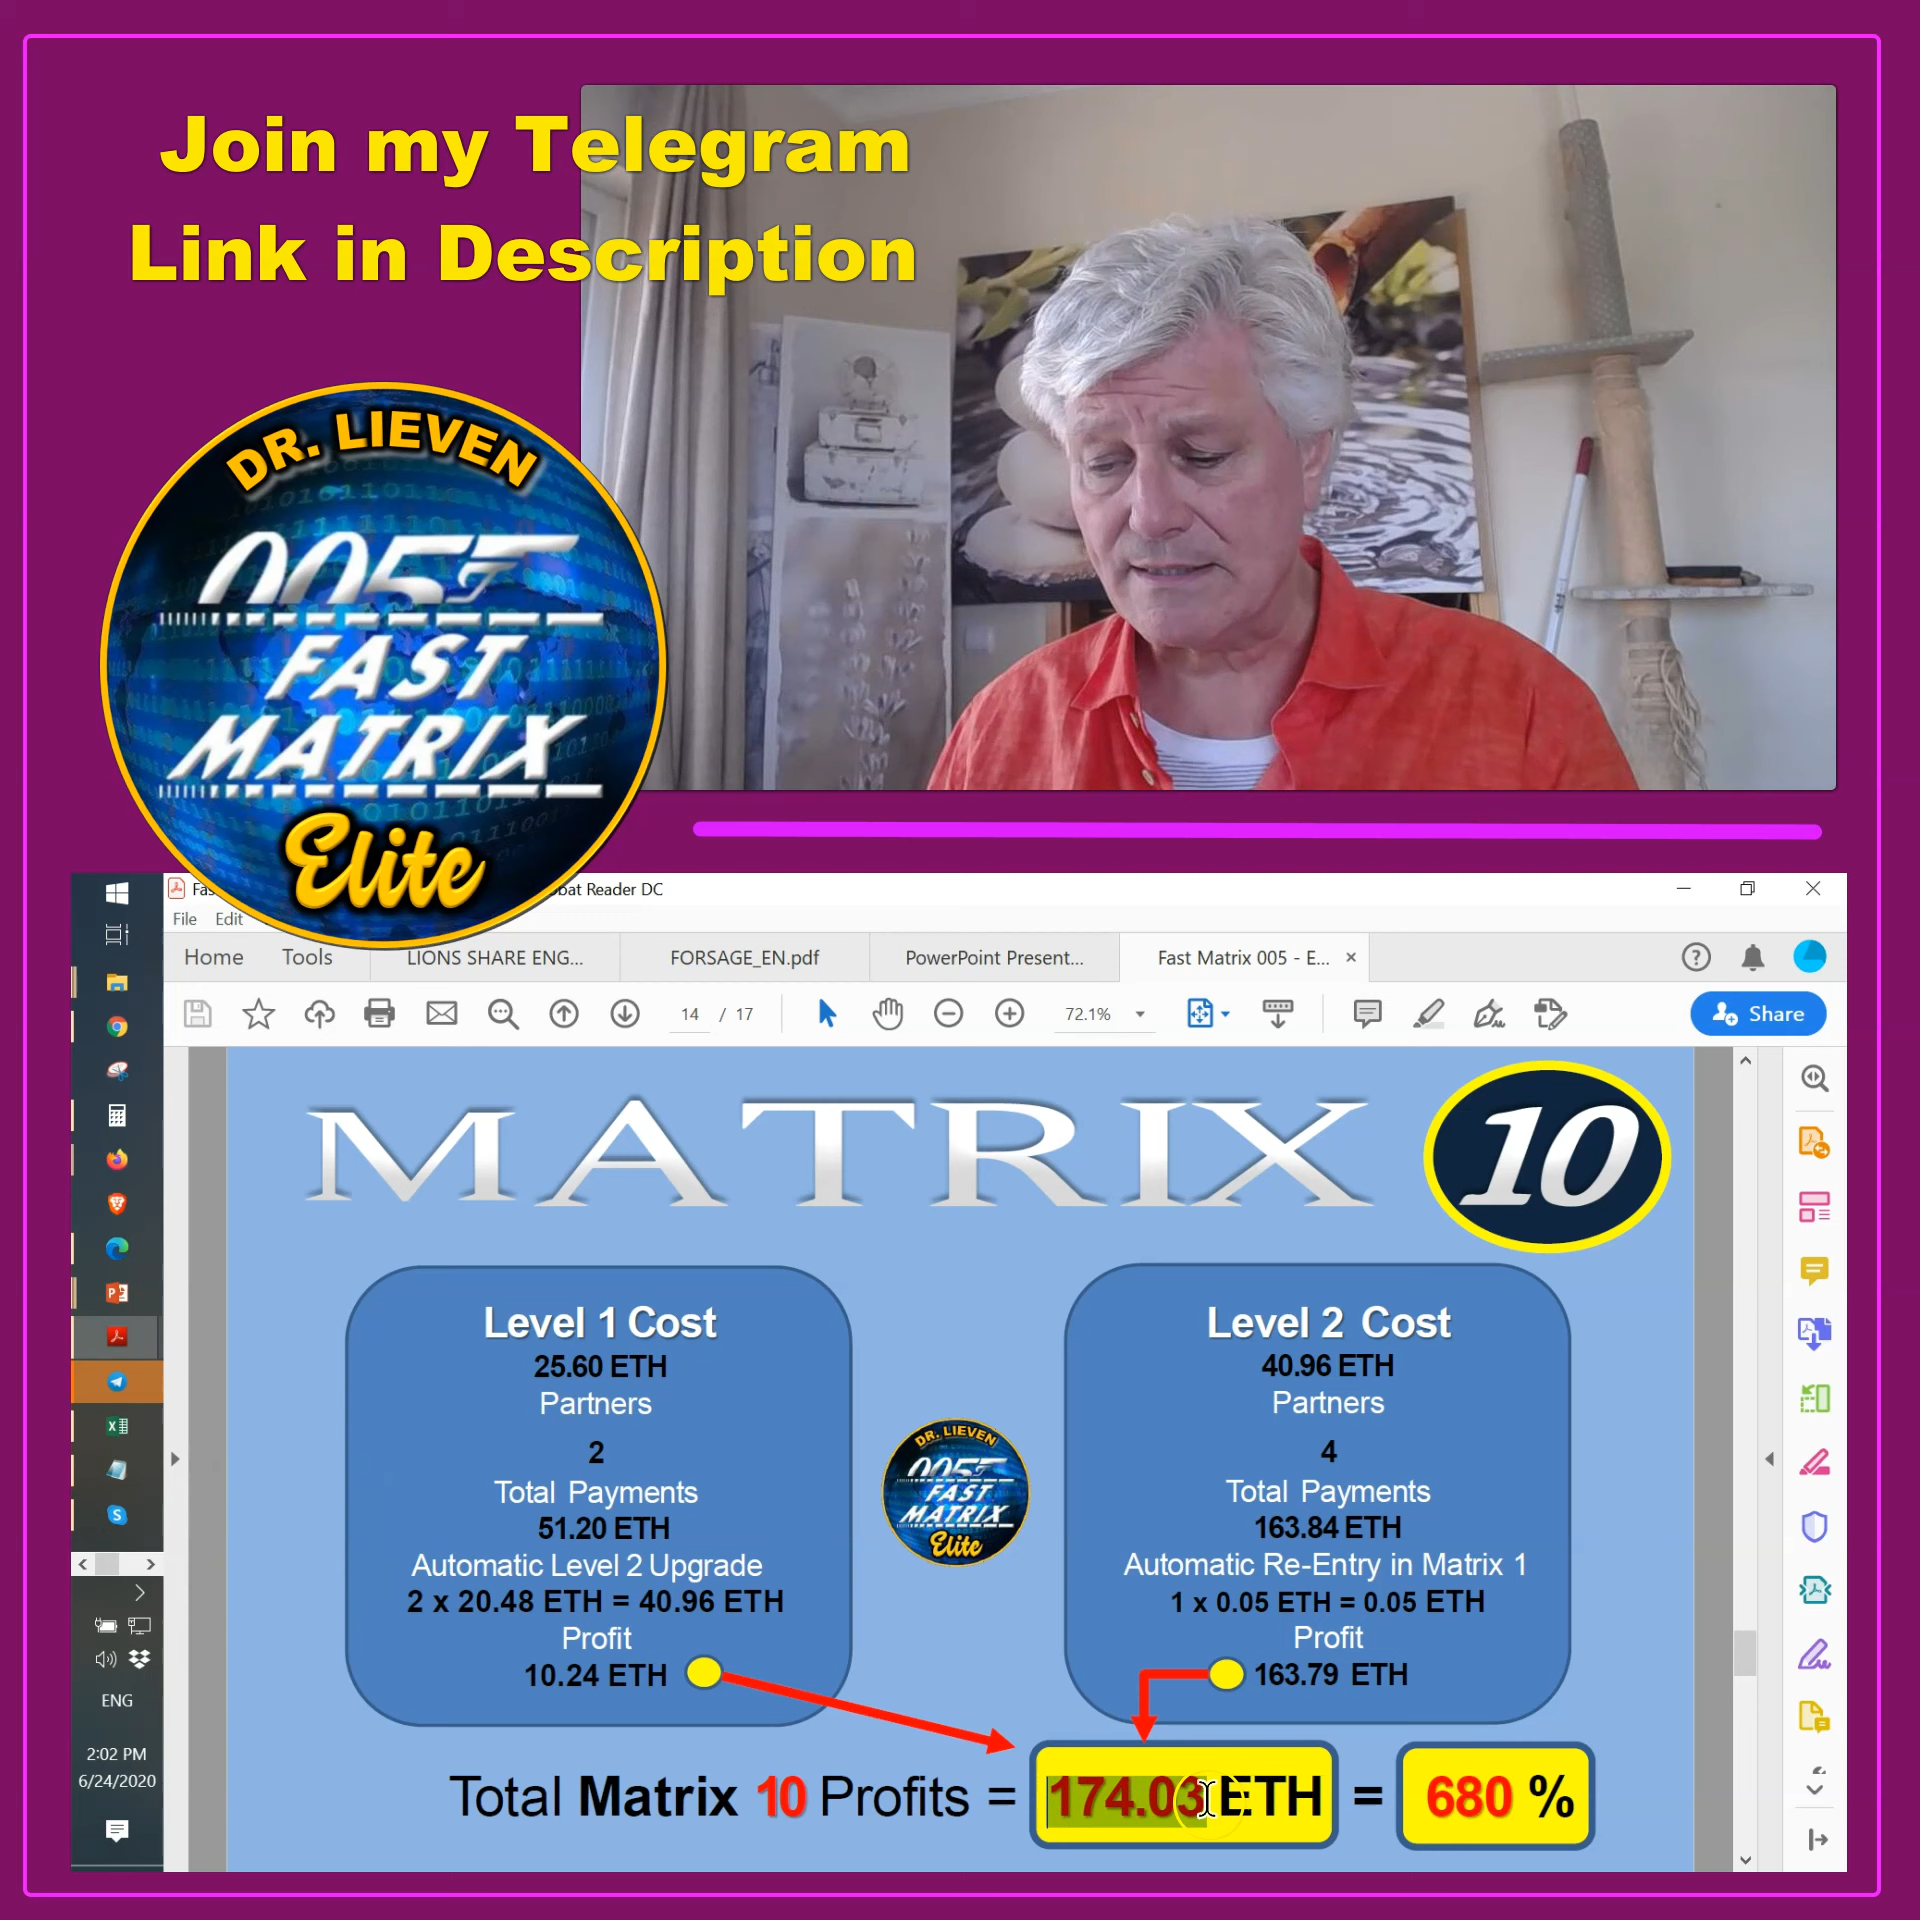 Join my Telegram
Link in Description
DR. LIEVEN
005
FAST
MATRIX
Elite
bat Reader DC
File Edit
Home Tools LIONS SHARE ENG... FORSAGE_EN.pdf PowerPoint Present... Fast Matrix 005 - E...
14 / 17 72.1% Share
MATRIX 10
Level 1 Cost
25.60 ETH
Partners
2
Total Payments
51.20 ETH
Automatic Level 2 Upgrade
2 x 20.48 ETH = 40.96 ETH
Profit
10.24 ETH
DR. LIEVEN
005
FAST
MATRIX
Elite
Level 2 Cost
40.96 ETH
Partners
4
Total Payments
163.84 ETH
Automatic Re-Entry in Matrix 1
1 x 0.05 ETH = 0.05 ETH
Profit
163.79 ETH
Total Matrix 10 Profits = 174.03 ETH = 680 %
ENG
2:02 PM
6/24/2020